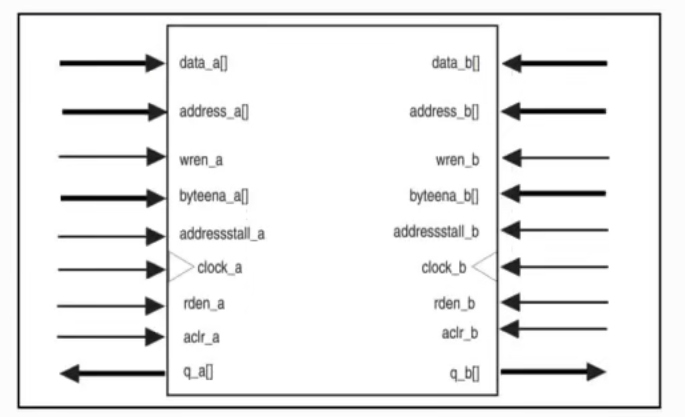 data_a[] data_b[]
address_a[] address_b[]
wren_a wren_b
byteena_a[] byteena_b[]
addressstall_a addressstall_b
clock_a clock_b
rden_a rden_b
aclr_a aclr_b
q_a[] q_b[]